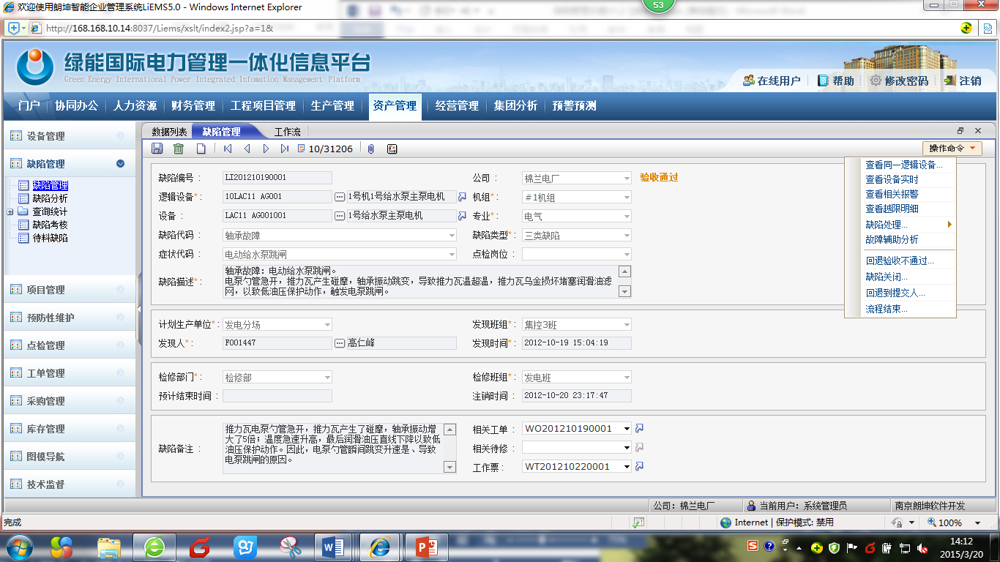 欢迎使用朗坤智能企业管理系统LiEMS5.0 - Windows Internet Explorer
53
http://168.168.10.14:8037/Liems/xslt/index2.jsp?a=1&
绿能国际电力管理一体化信息平台
Green Energy International Power Integrated Infomation Management Platform
在线用户 帮助 修改密码 注销
门户 协同办公 人力资源 财务管理 工程项目管理 生产管理 资产管理 经营管理 集团分析 预警预测
设备管理
缺陷管理
缺陷管理
缺陷分析
查询统计
缺陷考核
待料缺陷
项目管理
预防性维护
点检管理
工单管理
采购管理
库存管理
图模导航
技术监督
数据列表 缺陷管理 工作流
10/31206
操作命令
缺陷编号: LI201210190001 公司: 棉兰电厂 验收通过
逻辑设备*: 10LAC11 AG001 1号机1号给水泵主泵电机 机组*: #1机组
设备: LAC11 AG001001 1号给水泵主泵电机 专业*: 电气
缺陷代码: 轴承故障 缺陷类型*: 三类缺陷
症状代码: 电动给水泵跳闸 点检岗位:
缺陷描述*: 轴承故障: 电动给水泵跳闸。
电泵勺管急开,推力瓦产生碰摩,轴承振动跳变,导致推力瓦温超温,推力瓦乌金损坏堵塞润滑油滤
网,以致低油压保护动作,触发电泵跳闸。
计划生产单位*: 发电分场 发现班组*: 集控3班
发现人*: F001447 高仁峰 发现时间*: 2012-10-19 15:04:19
检修部门*: 检修部 检修班组*: 发电班
预计结束时间: 注销时间: 2012-10-20 23:17:47
缺陷备注: 推力瓦电泵勺管急开,推力瓦产生了碰摩,轴承振动增
大了5倍;温度急速升高,最后润滑油压直线下降以致低
油压保护动作。因此,电泵勺管瞬间跳变升速是、导致
电泵跳闸的原因。
相关工单: WO201210190001
相关待修:
工作票: WT201210220001
查看同一逻辑设备...
查看设备实时
查看相关报警
查看越限明细
缺陷处理...
故障辅助分析
回退验收不通过...
缺陷关闭...
回退到提交人...
流程结束...
公司: 棉兰电厂 当前用户: 系统管理员 南京朗坤软件开发
完成 Internet | 保护模式: 禁用 100%
14:12
2015/3/20